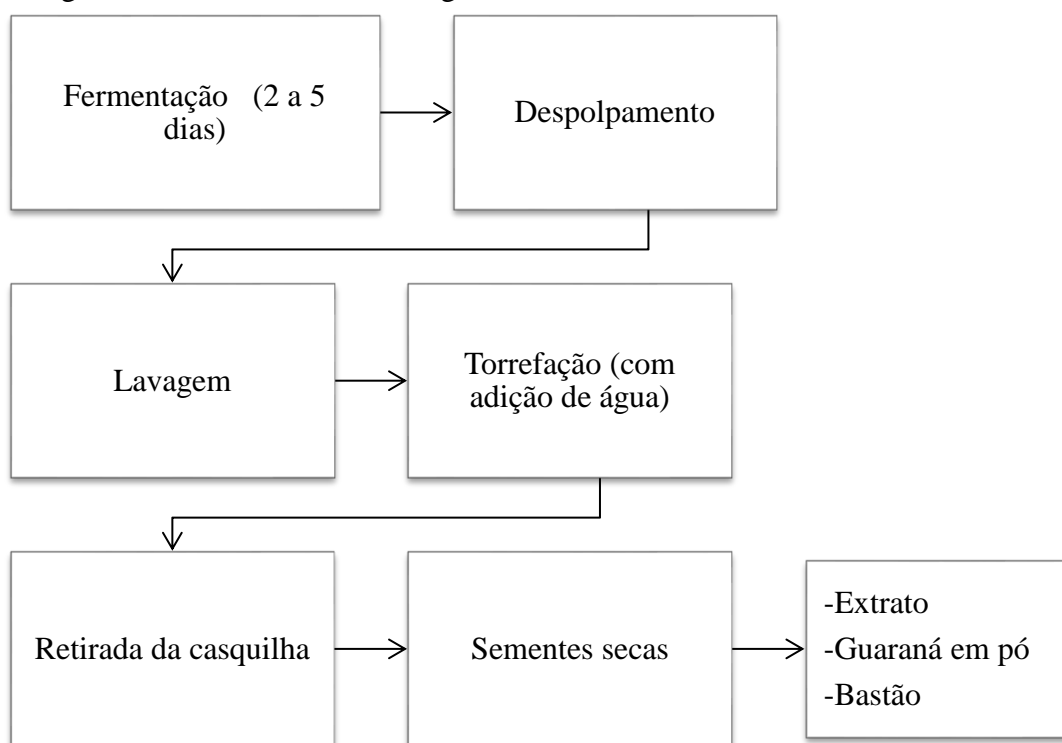 Fermentação (2 a 5
dias)
Despolpamento
Lavagem
Torrefação (com
adição de água)
Retirada da casquilha
Sementes secas
-Extrato
-Guaraná em pó
-Bastão